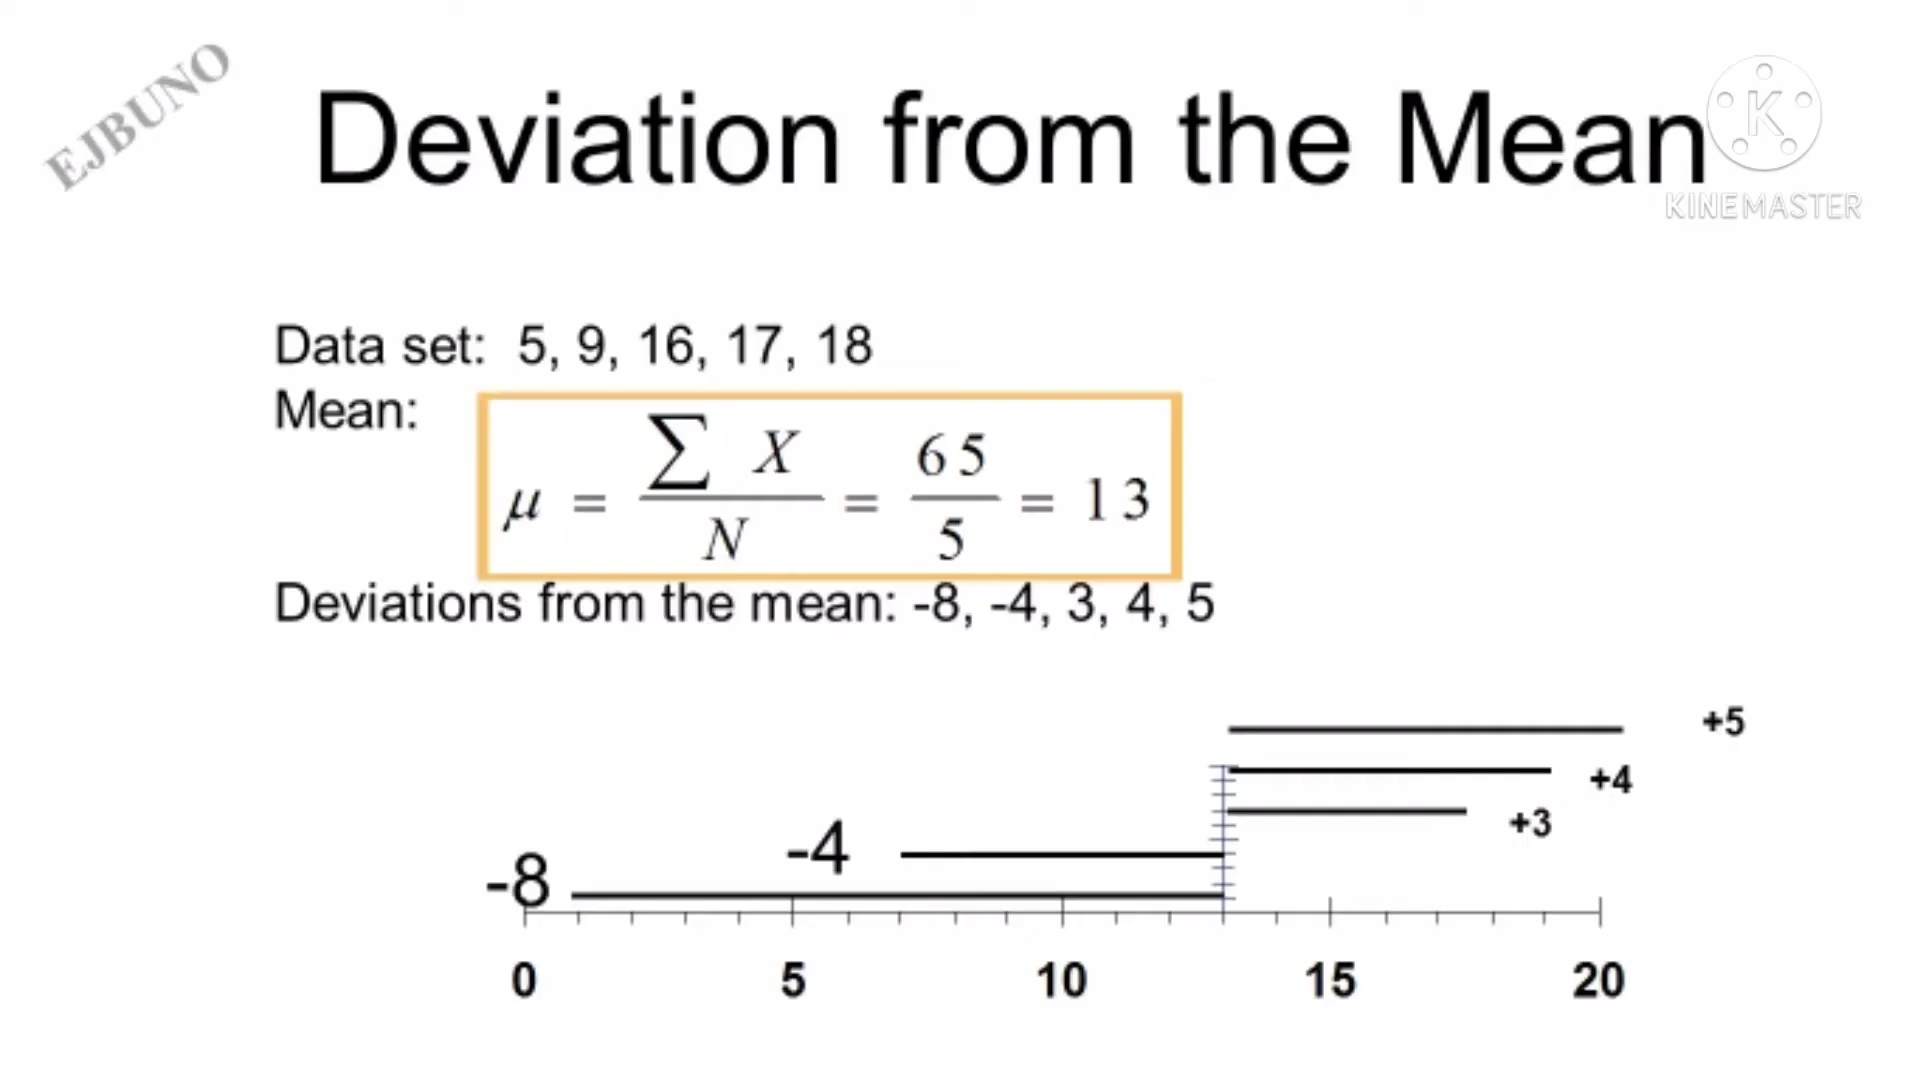 EJBUNO
Deviation from the Mean
K
KINEMASTER
Data set: 5, 9, 16, 17, 18
Mean:
μ = ∑ X / N = 65 / 5 = 13
Deviations from the mean: -8, -4, 3, 4, 5
+5
+4
+3
-4
-8
0 5 10 15 20